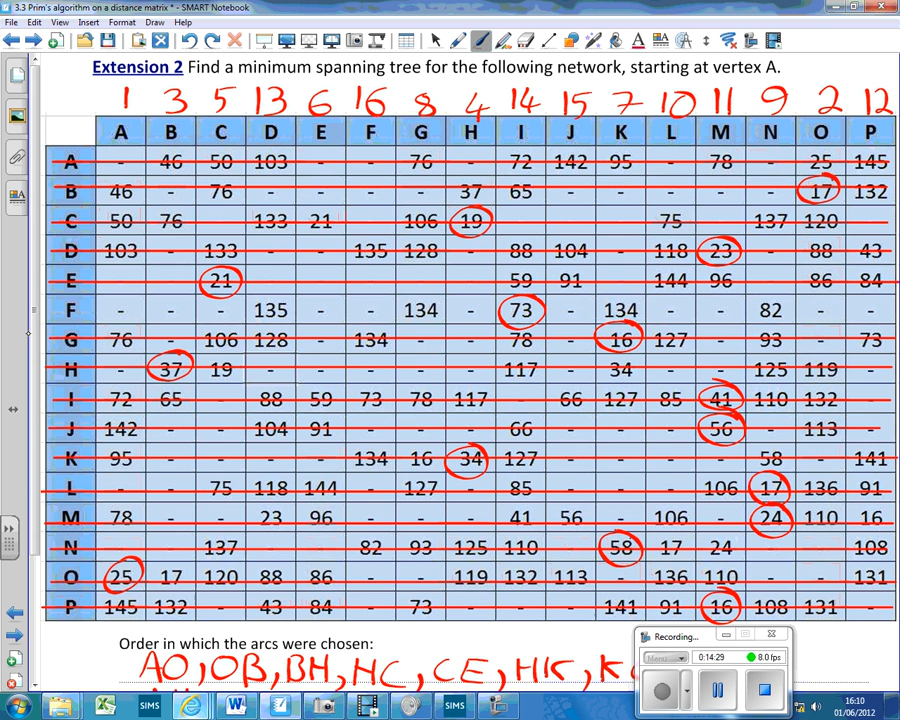 3.3 Prim's algorithm on a distance matrix * - SMART Notebook
File Edit View Insert Format Draw Tools Help
Extension 2 Find a minimum spanning tree for the following network, starting at vertex A.
1 3 5 13 6 16 8 4 14 15 7 10 11 9 2 12
A B C D E F G H I J K L M N O P
A - 46 50 103 - - 76 - 72 142 95 - 78 - 25 145
B 46 - 76 - - - - 37 65 - - - - - 17 132
C 50 76 - 133 21 - 106 19 - - - 75 - 137 120 -
D 103 - 133 - - 135 128 - 88 104 - 118 23 - 88 43
E - - 21 - - - - - 59 91 - 144 96 - 86 84
F - - - 135 - - 134 - 73 - 134 - - 82 - -
G 76 - 106 128 - 134 - - 78 - 16 127 - 93 - 73
H - 37 19 - - - - - 117 - 34 - - 125 119 -
I 72 65 - 88 59 73 78 117 - 66 127 85 41 110 132 -
J 142 - - 104 91 - - - 66 - - - 56 - 113 -
K 95 - - - - 134 16 34 127 - - - - 58 - 141
L - - 75 118 144 - 127 - 85 - - - 106 17 136 91
M 78 - - 23 96 - - - 41 56 - 106 - 24 110 16
N - - 137 - - 82 93 125 110 - 58 17 24 - - 108
O 25 17 120 88 86 - - 119 132 113 - 136 110 - - 131
P 145 132 - 43 84 - 73 - - - 141 91 16 108 131 -
Order in which the arcs were chosen:
AO, OB, BH, HC, CE, HK, K
Recording...
Menu
0:14:29
8.0 fps
SIMS
SIMS
16:10
01/06/2012